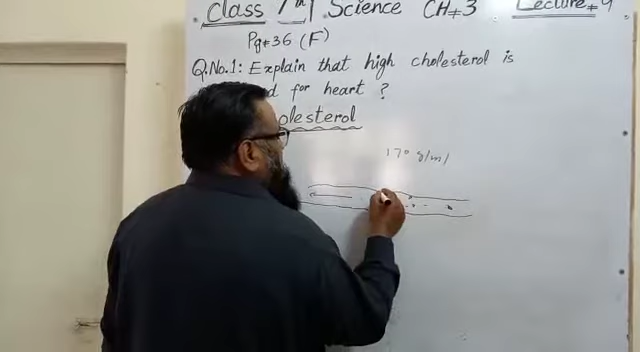 Class 7th Science CH#3 Lecture#4
Pg#36 (F)
Q.No.1: Explain that high cholesterol is
for heart ?
olesterol
170 g/ml